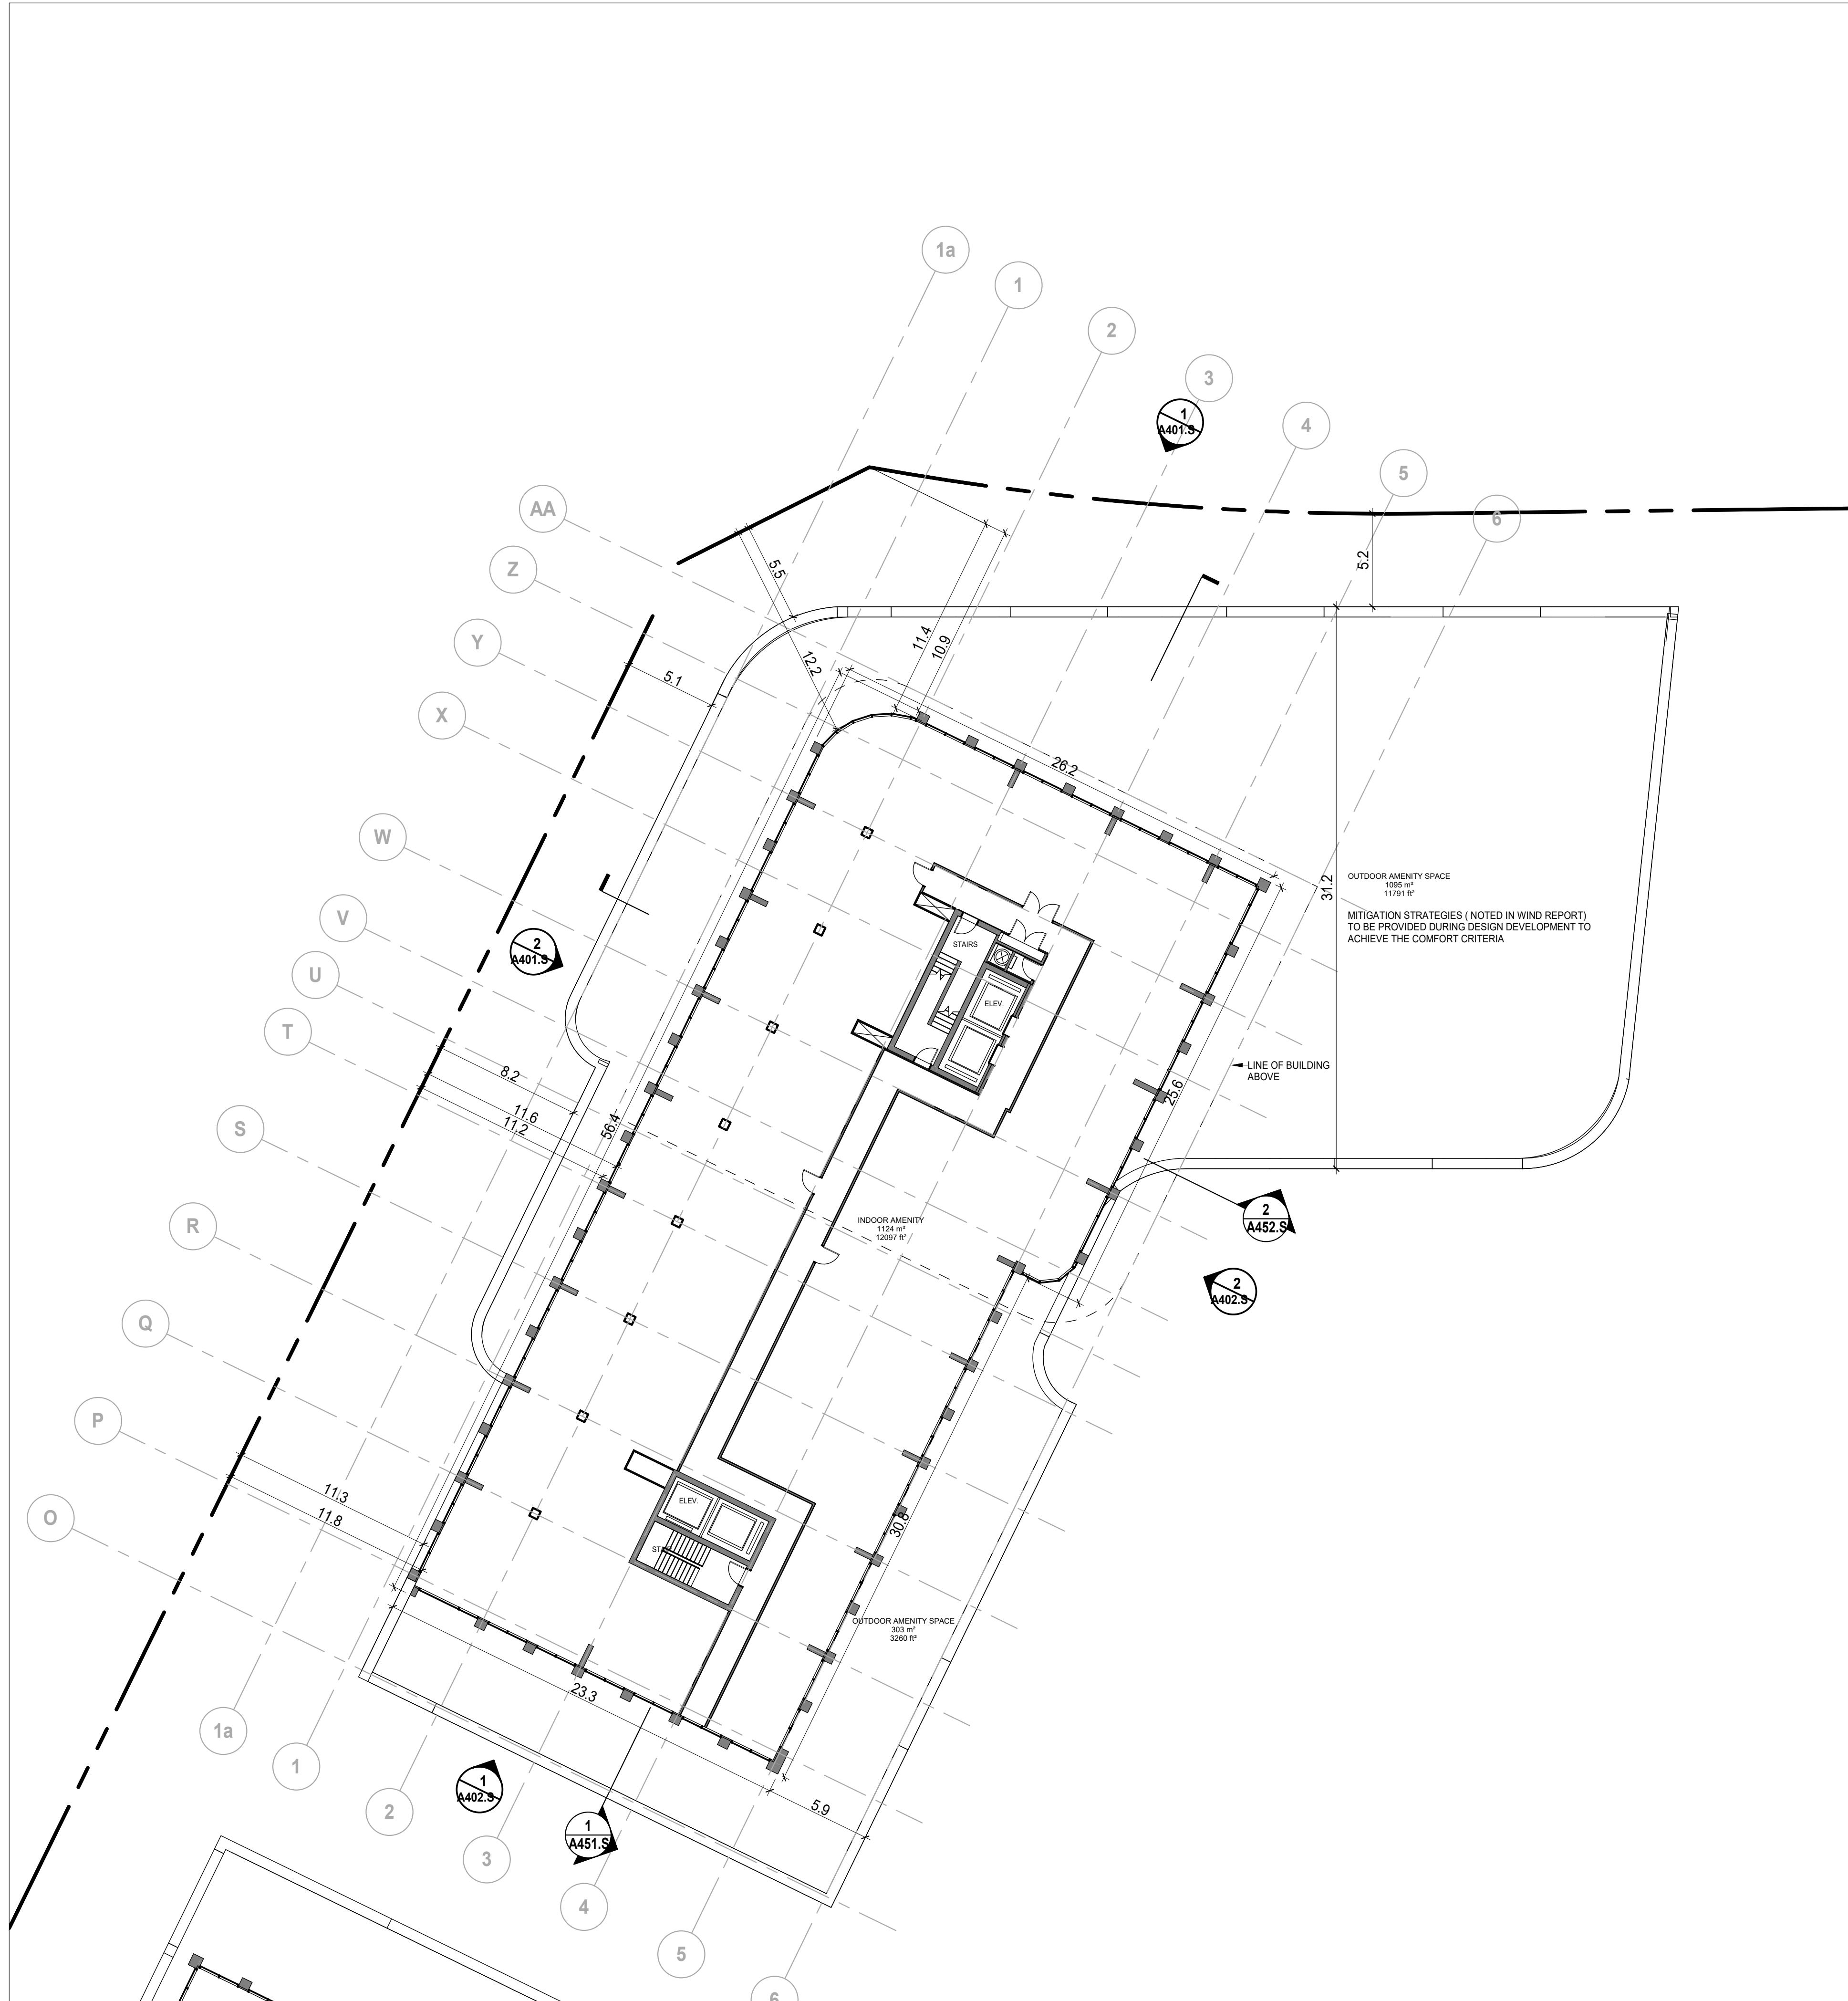 1a
1
2
3
1
A401.S
4
5
6
AA
Z
Y
X
W
V
U
T
S
R
Q
P
O
5.5
5.2
11.4
10.9
12.2
5.1
26.2
31.2
OUTDOOR AMENITY SPACE
1095 m²
11791 ft²
MITIGATION STRATEGIES ( NOTED IN WIND REPORT)
TO BE PROVIDED DURING DESIGN DEVELOPMENT TO
ACHIEVE THE COMFORT CRITERIA
2
A401.S
STAIRS
ELEV.
LINE OF BUILDING
ABOVE
8.2
11.6
11.2
56.4
25.6
INDOOR AMENITY
1124 m²
12097 ft²
2
A452.S
2
A402.S
11.3
11.8
ELEV.
30.8
OUTDOOR AMENITY SPACE
303 m²
3260 ft²
23.3
5.9
1a
1
2
3
4
5
6
1
A402.S
1
A451.S